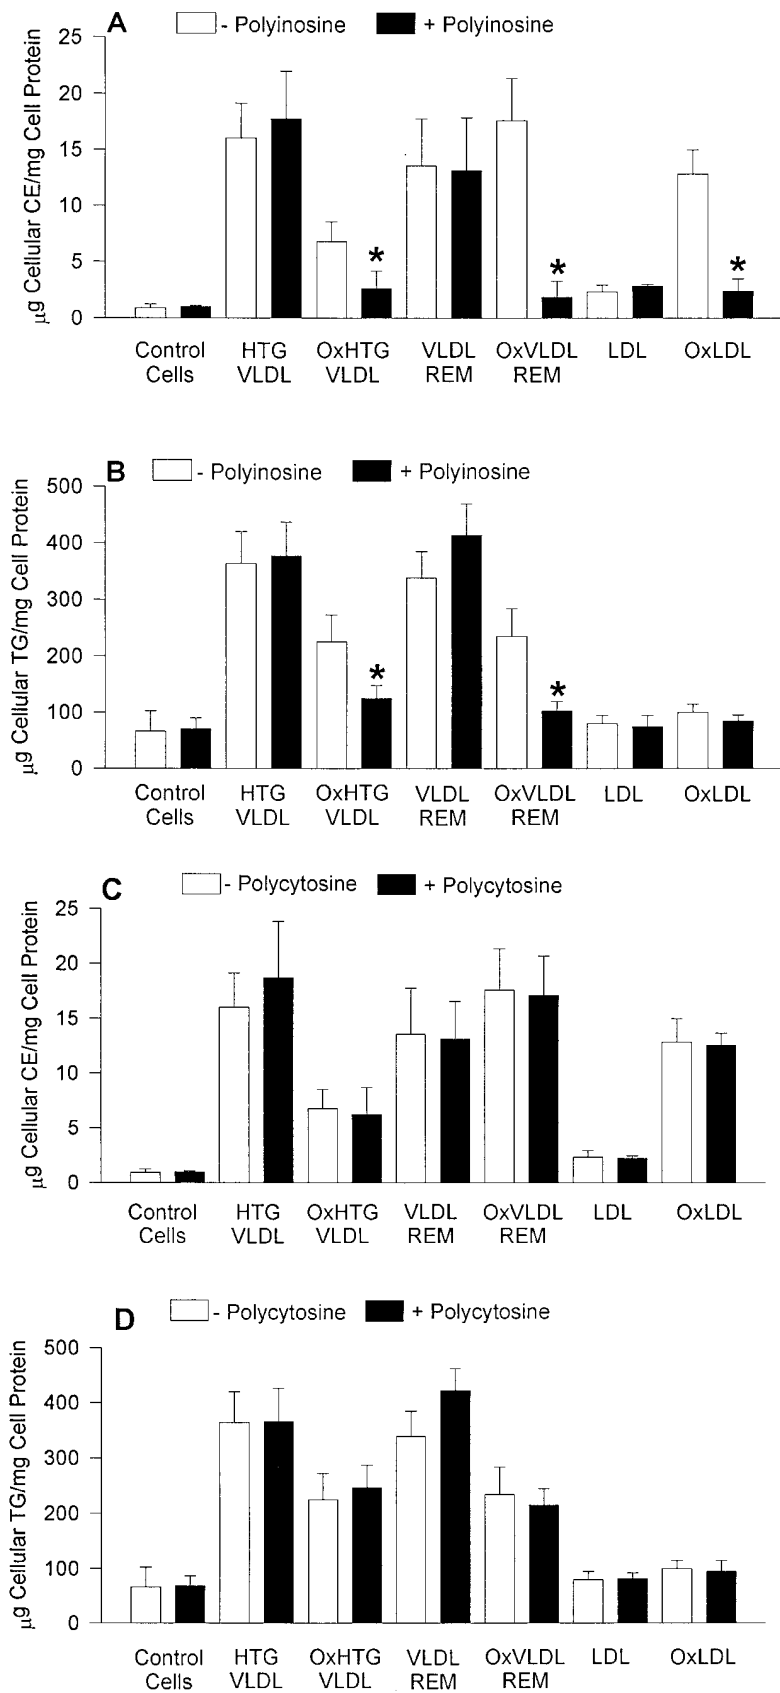 A
- Polyinosine + Polyinosine
µg Cellular CE/mg Cell Protein
25
20
15
10
5
0
*
*
*
Control Cells
HTG VLDL
OxHTG VLDL
VLDL REM
OxVLDL REM
LDL
OxLDL
B
- Polyinosine + Polyinosine
µg Cellular TG/mg Cell Protein
500
400
300
200
100
0
*
*
Control Cells
HTG VLDL
OxHTG VLDL
VLDL REM
OxVLDL REM
LDL
OxLDL
C
- Polycytosine + Polycytosine
µg Cellular CE/mg Cell Protein
25
20
15
10
5
0
Control Cells
HTG VLDL
OxHTG VLDL
VLDL REM
OxVLDL REM
LDL
OxLDL
D
- Polycytosine + Polycytosine
µg Cellular TG/mg Cell Protein
500
400
300
200
100
0
Control Cells
HTG VLDL
OxHTG VLDL
VLDL REM
OxVLDL REM
LDL
OxLDL